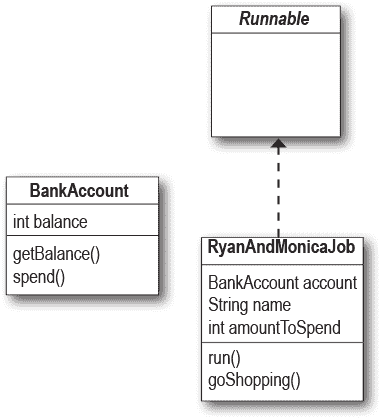 Runnable
BankAccount
int balance
getBalance()
spend()
RyanAndMonicaJob
BankAccount account
String name
int amountToSpend
run()
goShopping()